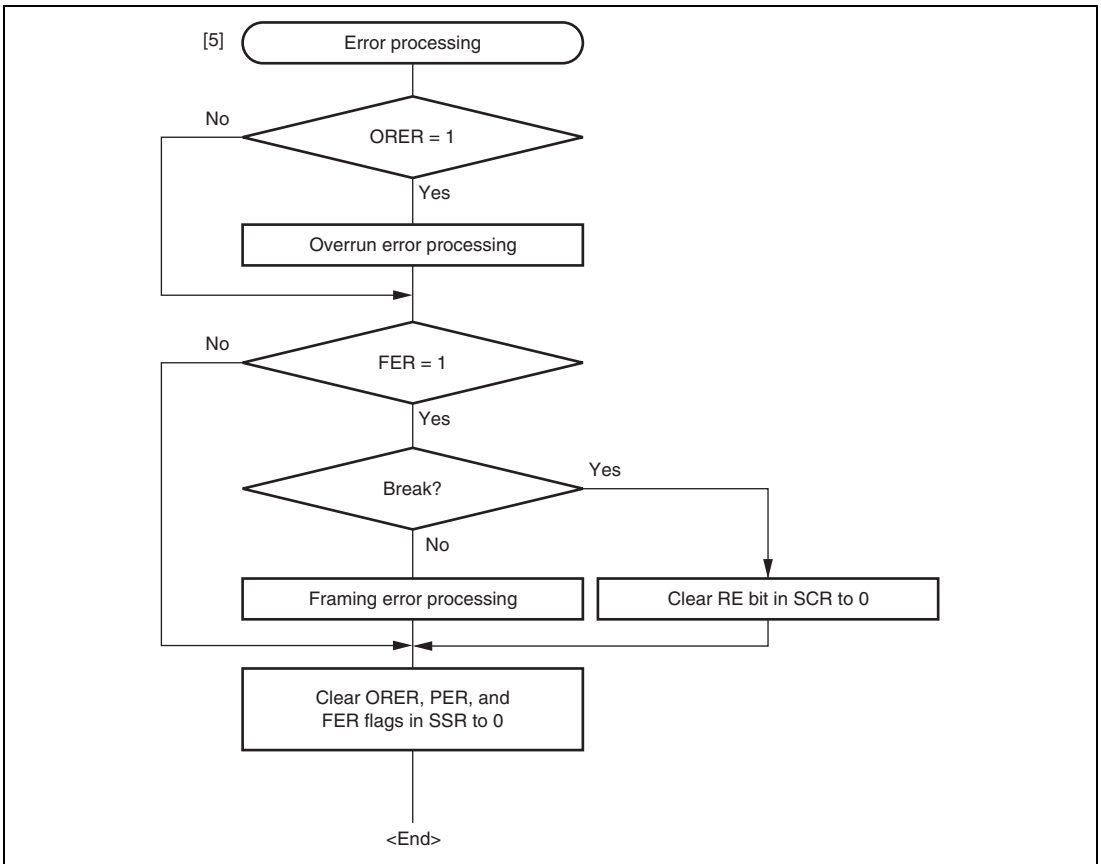 [5]
Error processing
No
ORER = 1
Yes
Overrun error processing
No
FER = 1
Yes
Break?
Yes
No
Framing error processing
Clear RE bit in SCR to 0
Clear ORER, PER, and
FER flags in SSR to 0
<End>